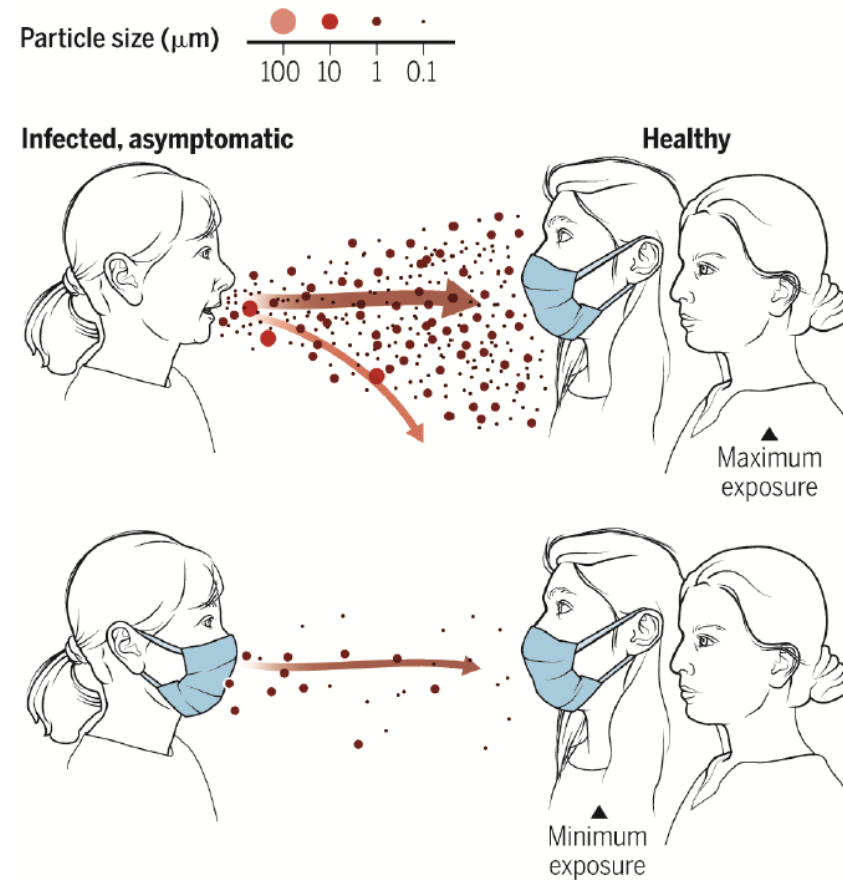 Particle size (μm)
100 10 1 0.1
Infected, asymptomatic
Healthy
Maximum
exposure
Minimum
exposure